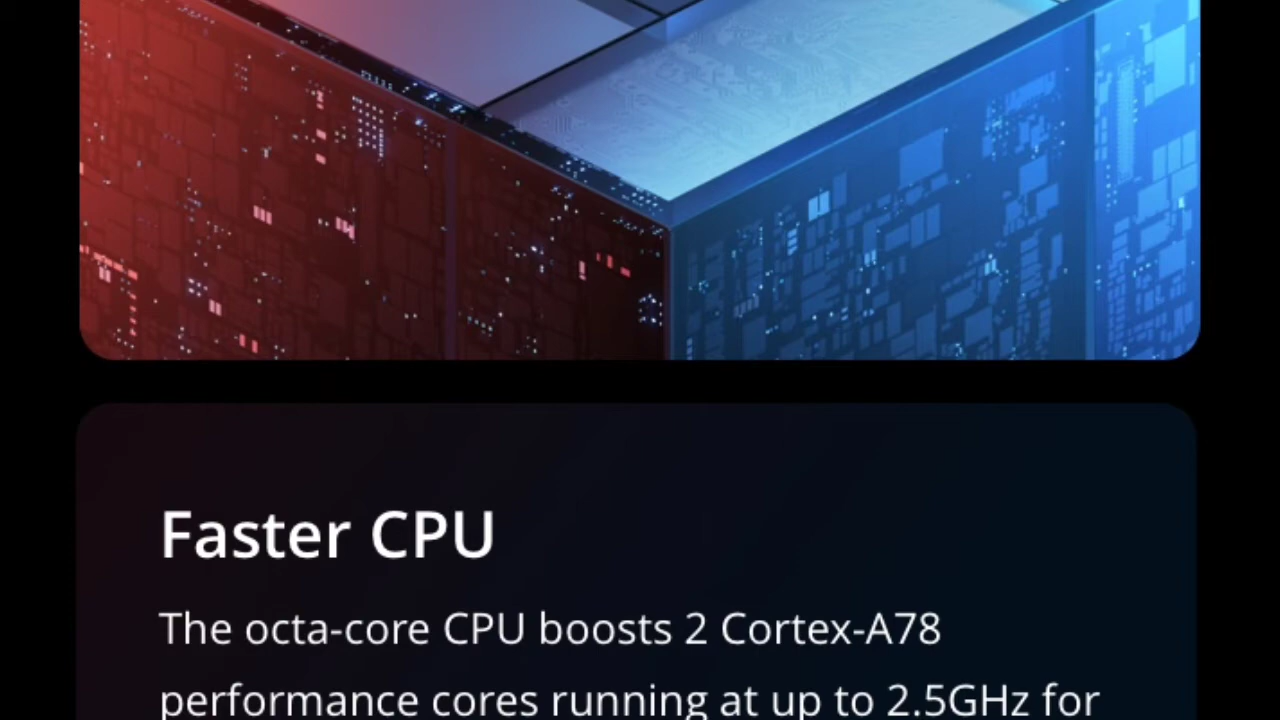 Faster CPU
The octa-core CPU boosts 2 Cortex-A78
performance cores running at up to 2.5GHz for